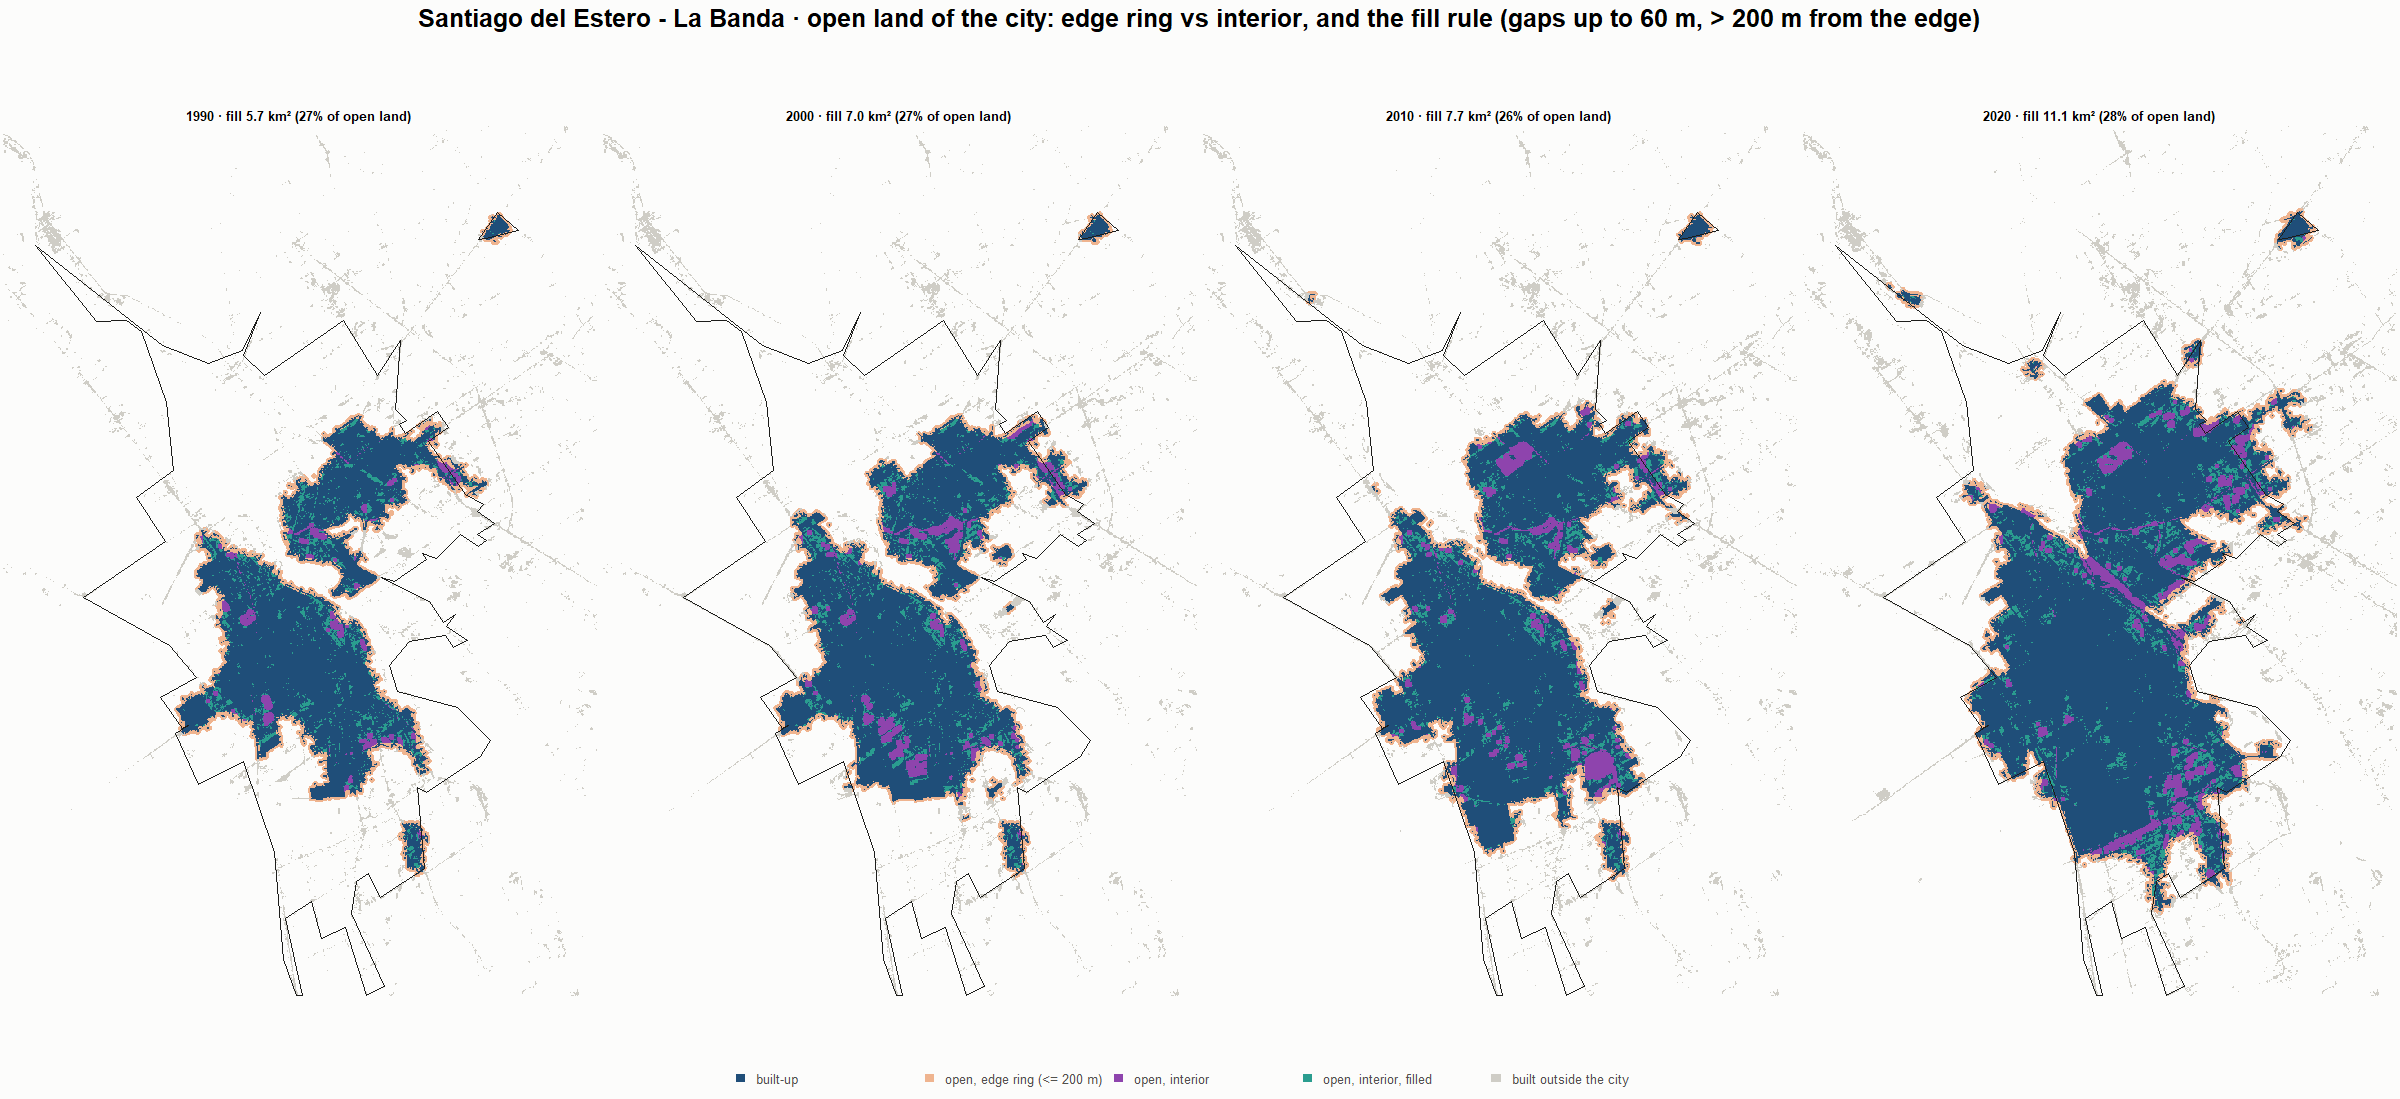 Santiago del Estero - La Banda · open land of the city: edge ring vs interior, and the fill rule (gaps up to 60 m, > 200 m from the edge)
1990 · fill 5.7 km² (27% of open land)
2000 · fill 7.0 km² (27% of open land)
2010 · fill 7.7 km² (26% of open land)
2020 · fill 11.1 km² (28% of open land)
built-up
open, edge ring (<= 200 m)
open, interior
open, interior, filled
built outside the city